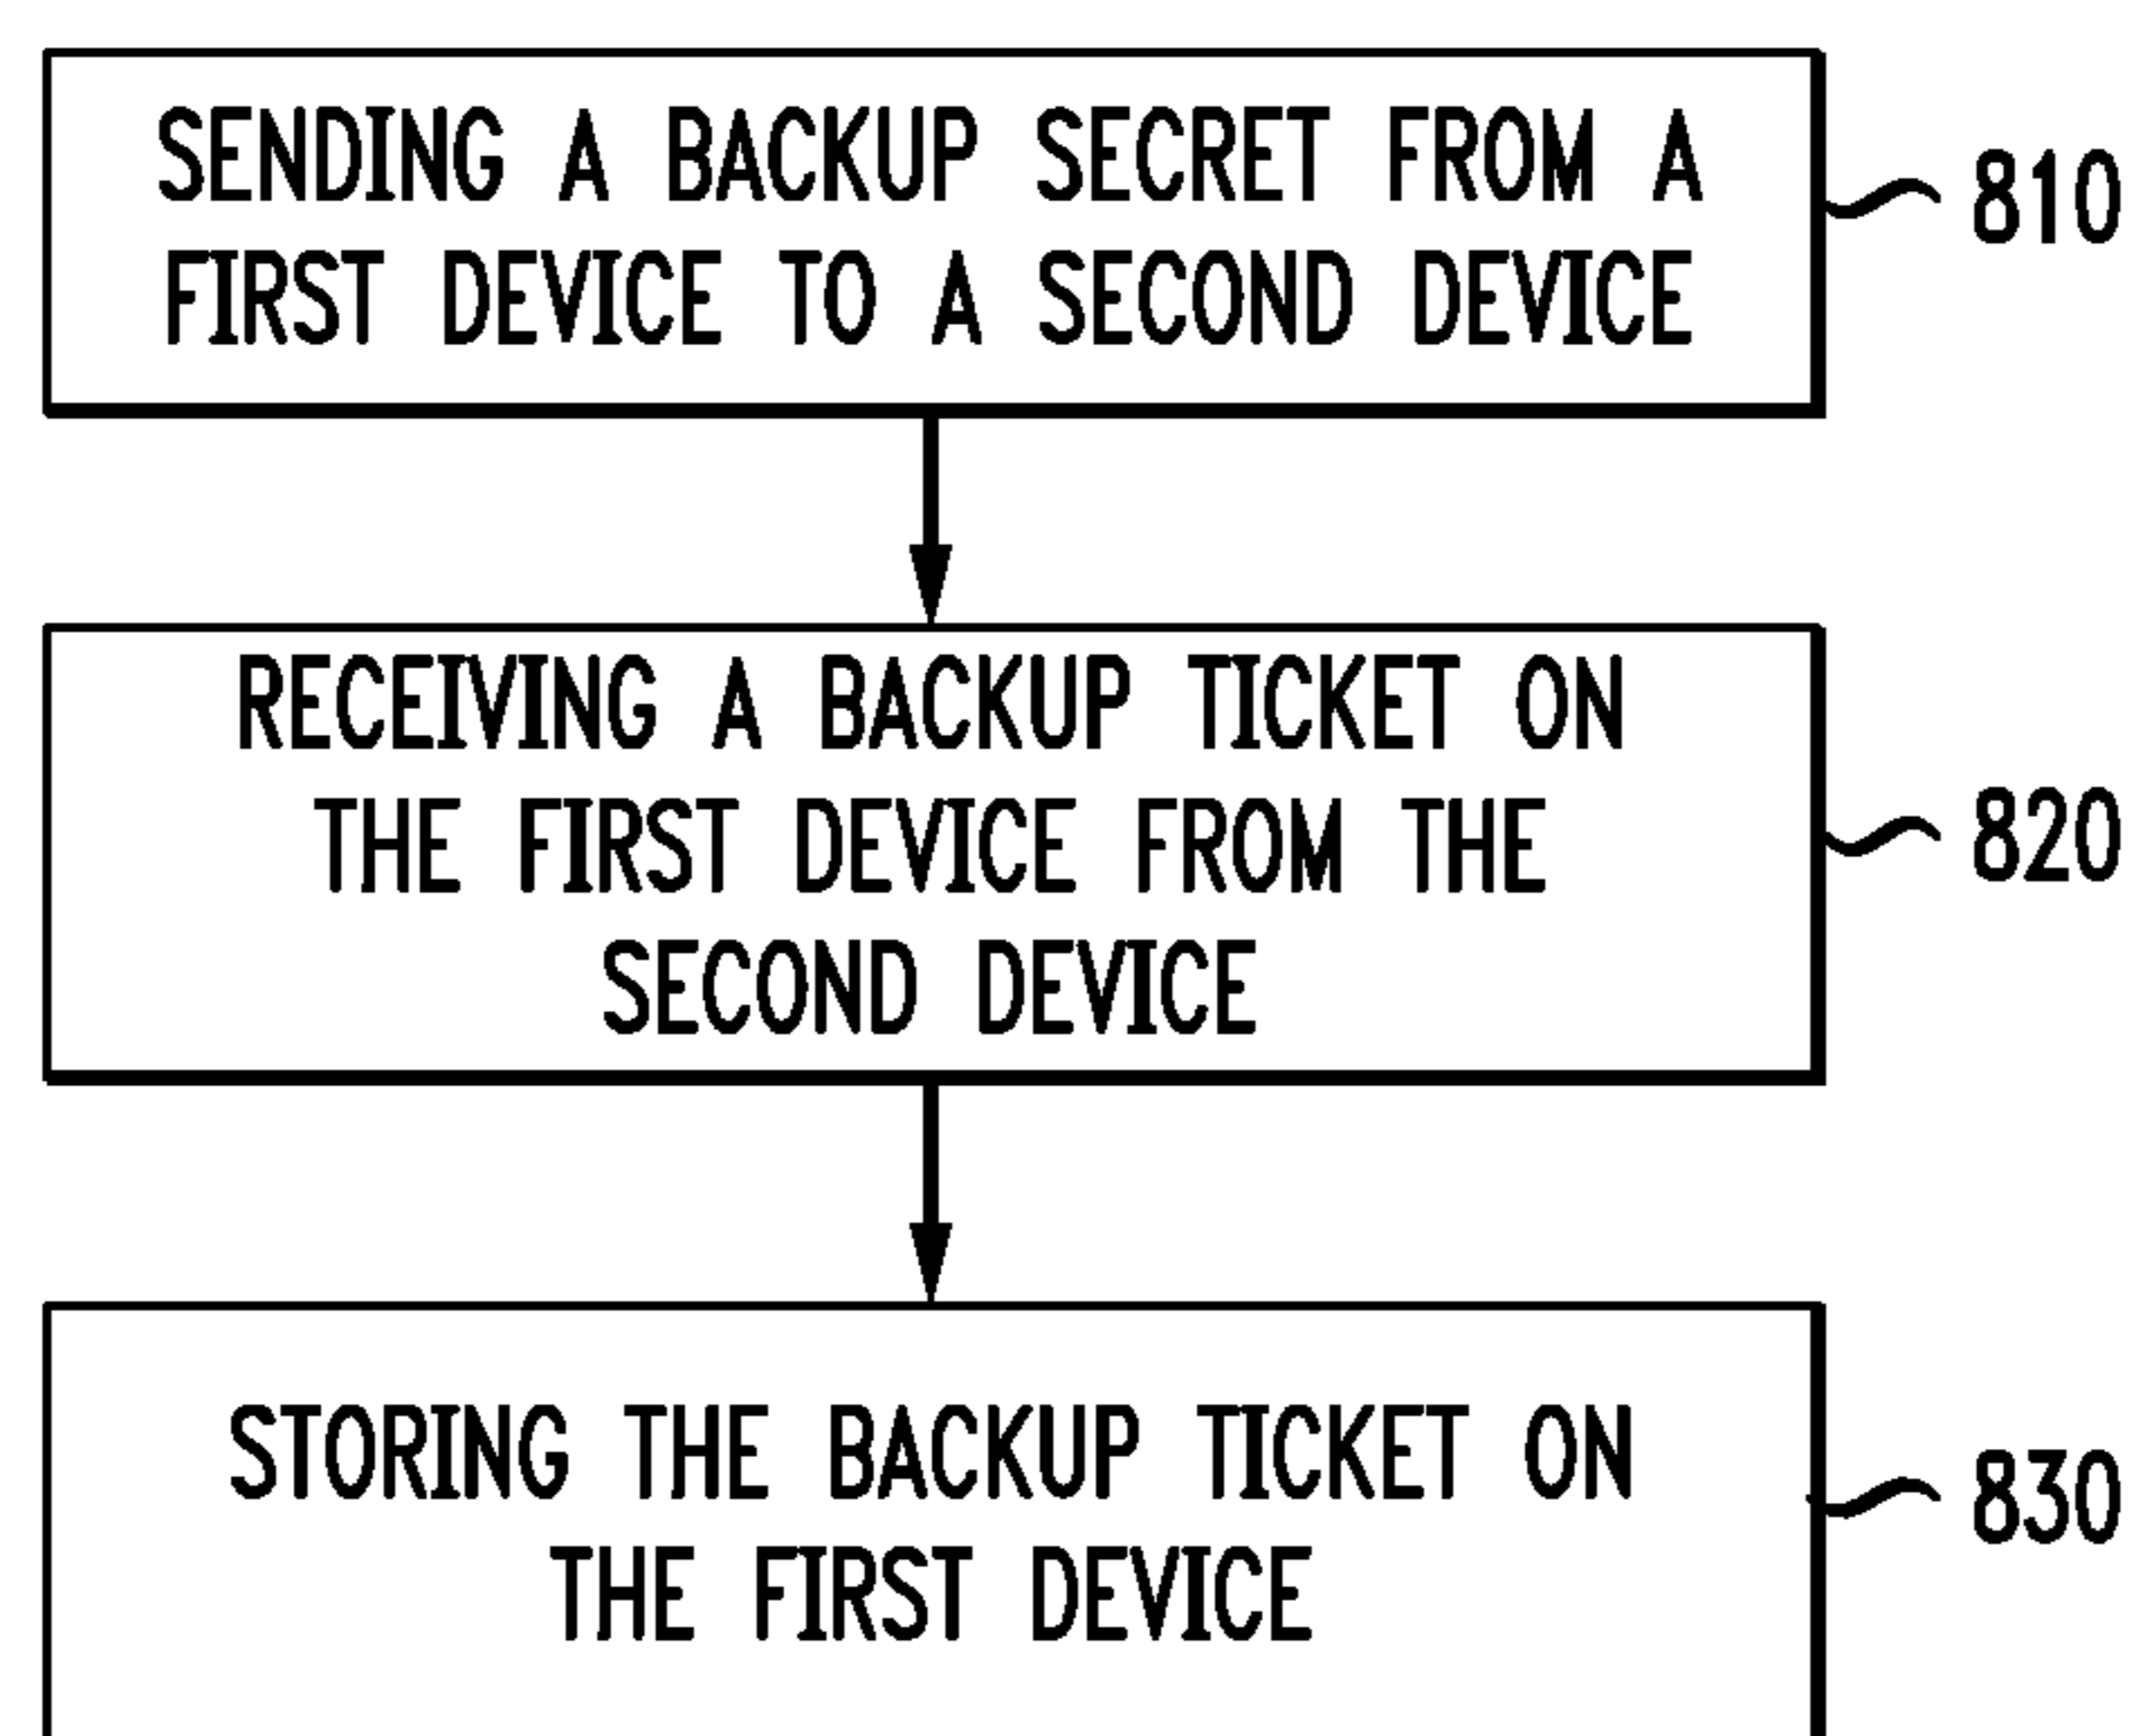 SENDING A BACKUP SECRET FROM A
FIRST DEVICE TO A SECOND DEVICE
810
RECEIVING A BACKUP TICKET ON
THE FIRST DEVICE FROM THE
SECOND DEVICE
820
STORING THE BACKUP TICKET ON
THE FIRST DEVICE
830